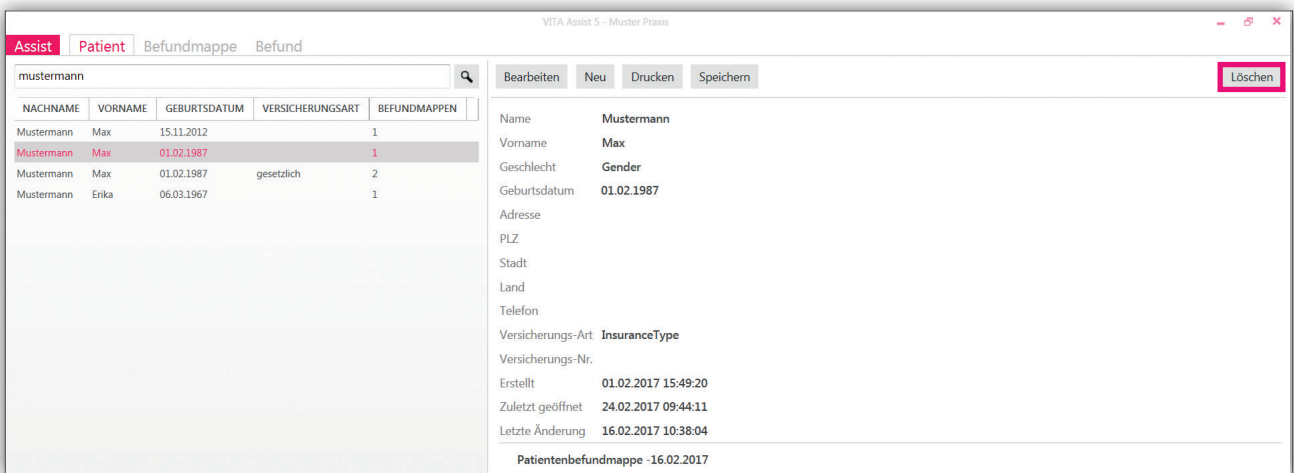 VITA Assist 5 - Muster Praxis
Assist Patient Befundmappe Befund
mustermann
Bearbeiten Neu Drucken Speichern Löschen
NACHNAME VORNAME GEBURTSDATUM VERSICHERUNGSART BEFUNDMAPPEN
Mustermann Max 15.11.2012 1
Mustermann Max 01.02.1987 1
Mustermann Max 01.02.1987 gesetzlich 2
Mustermann Erika 06.03.1967 1
Name Mustermann
Vorname Max
Geschlecht Gender
Geburtsdatum 01.02.1987
Adresse
PLZ
Stadt
Land
Telefon
Versicherungs-Art InsuranceType
Versicherungs-Nr.
Erstellt 01.02.2017 15:49:20
Zuletzt geöffnet 24.02.2017 09:44:11
Letzte Änderung 16.02.2017 10:38:04
Patientenbefundmappe -16.02.2017